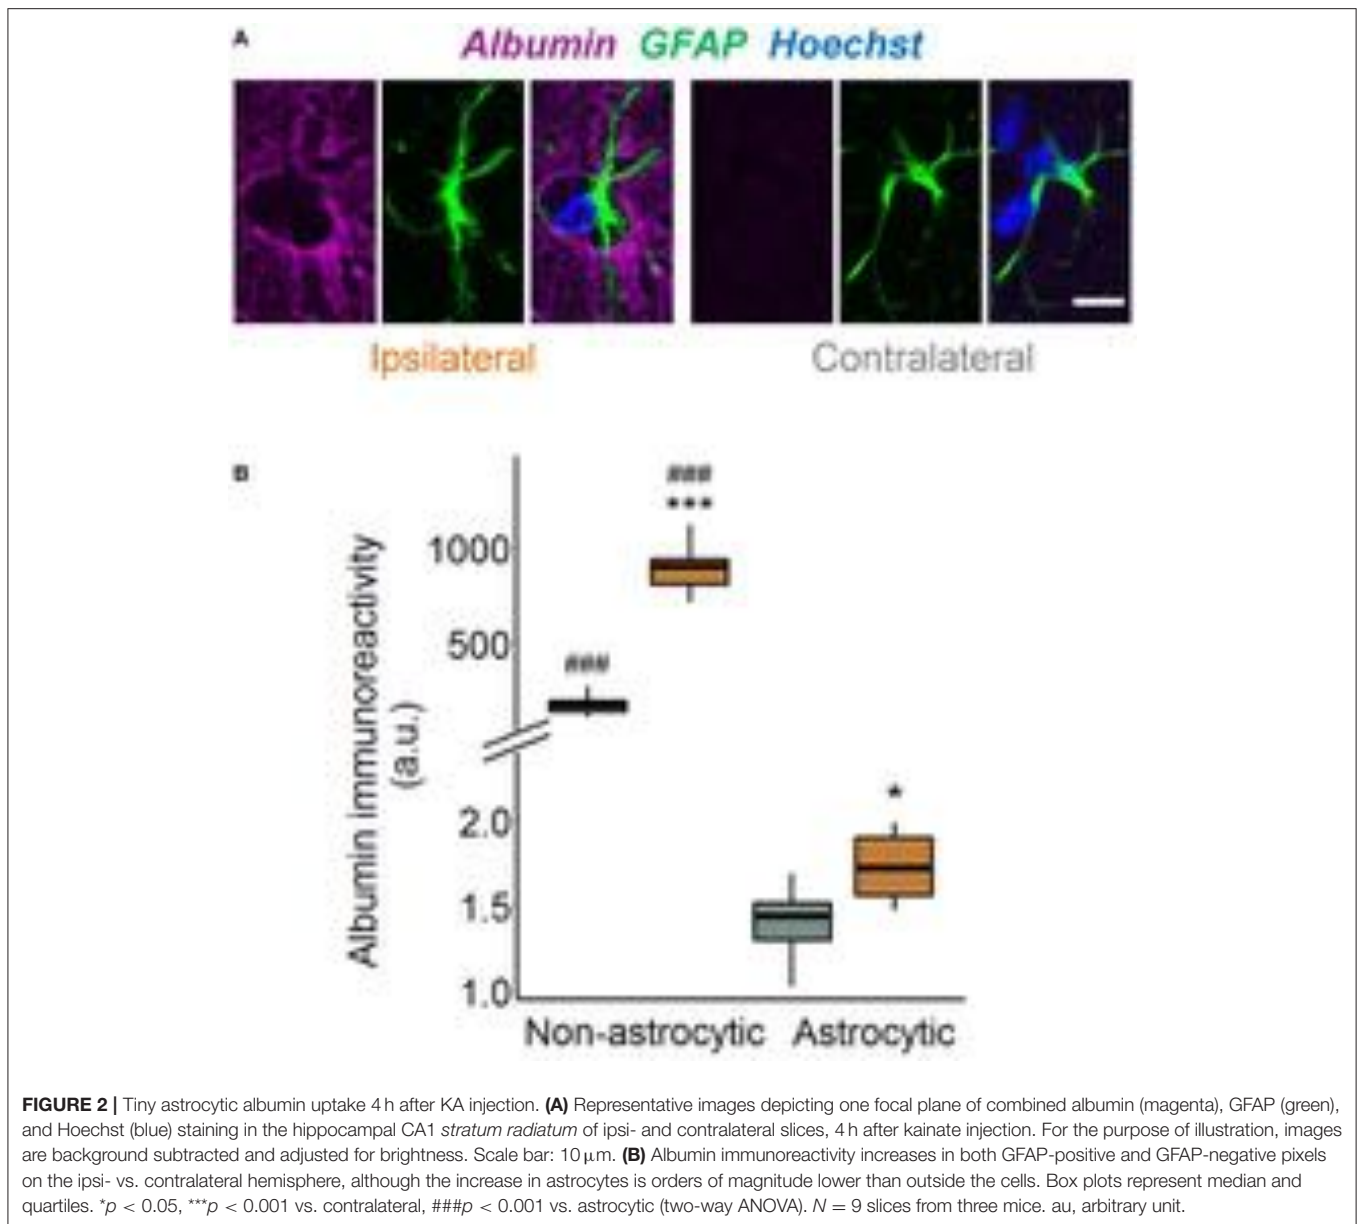 A
Albumin GFAP Hoechst
Ipsilateral
Contralateral
B
###
***
1000
500
###
Albumin immunoreactivity
(a.u.)
*
2.0
1.5
1.0
Non-astrocytic Astrocytic
FIGURE 2 | Tiny astrocytic albumin uptake 4 h after KA injection. (A) Representative images depicting one focal plane of combined albumin (magenta), GFAP (green),
and Hoechst (blue) staining in the hippocampal CA1 stratum radiatum of ipsi- and contralateral slices, 4 h after kainate injection. For the purpose of illustration, images
are background subtracted and adjusted for brightness. Scale bar: 10 μm. (B) Albumin immunoreactivity increases in both GFAP-positive and GFAP-negative pixels
on the ipsi- vs. contralateral hemisphere, although the increase in astrocytes is orders of magnitude lower than outside the cells. Box plots represent median and
quartiles. *p < 0.05, ***p < 0.001 vs. contralateral, ###p < 0.001 vs. astrocytic (two-way ANOVA). N = 9 slices from three mice. au, arbitrary unit.